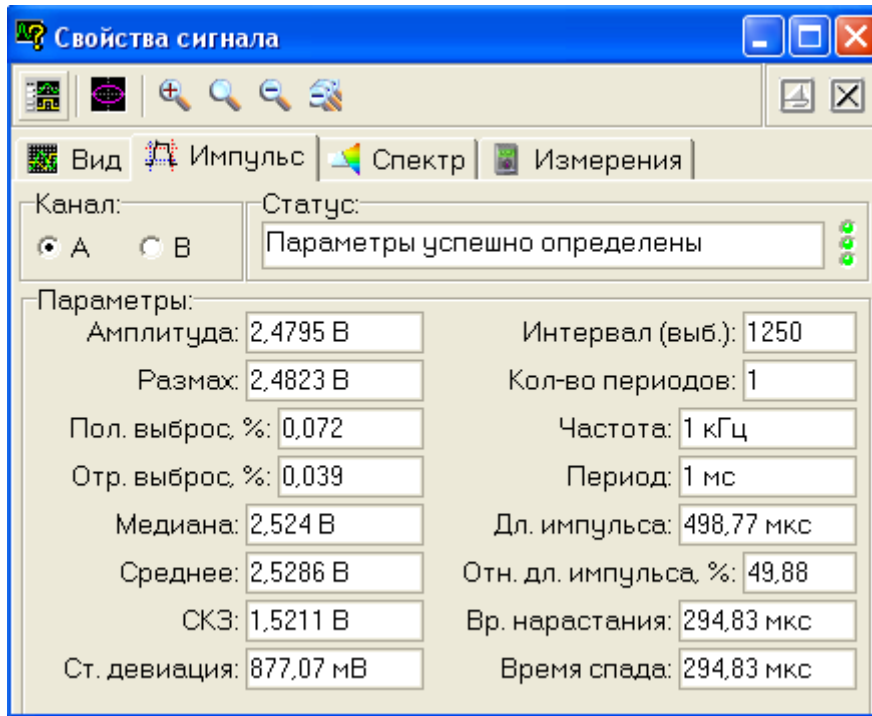 Свойства сигнала
Вид Импульс Спектр Измерения
Канал: Статус:
А В Параметры успешно определены
Параметры:
Амплитуда: 2,4795 В Интервал (выб.): 1250
Размах: 2,4823 В Кол-во периодов: 1
Пол. выброс, %: 0,072 Частота: 1 кГц
Отр. выброс, %: 0,039 Период: 1 мс
Медиана: 2,524 В Дл. импульса: 498,77 мкс
Среднее: 2,5286 В Отн. дл. импульса, %: 49,88
СКЗ: 1,5211 В Вр. нарастания: 294,83 мкс
Ст. девиация: 877,07 мВ Время спада: 294,83 мкс